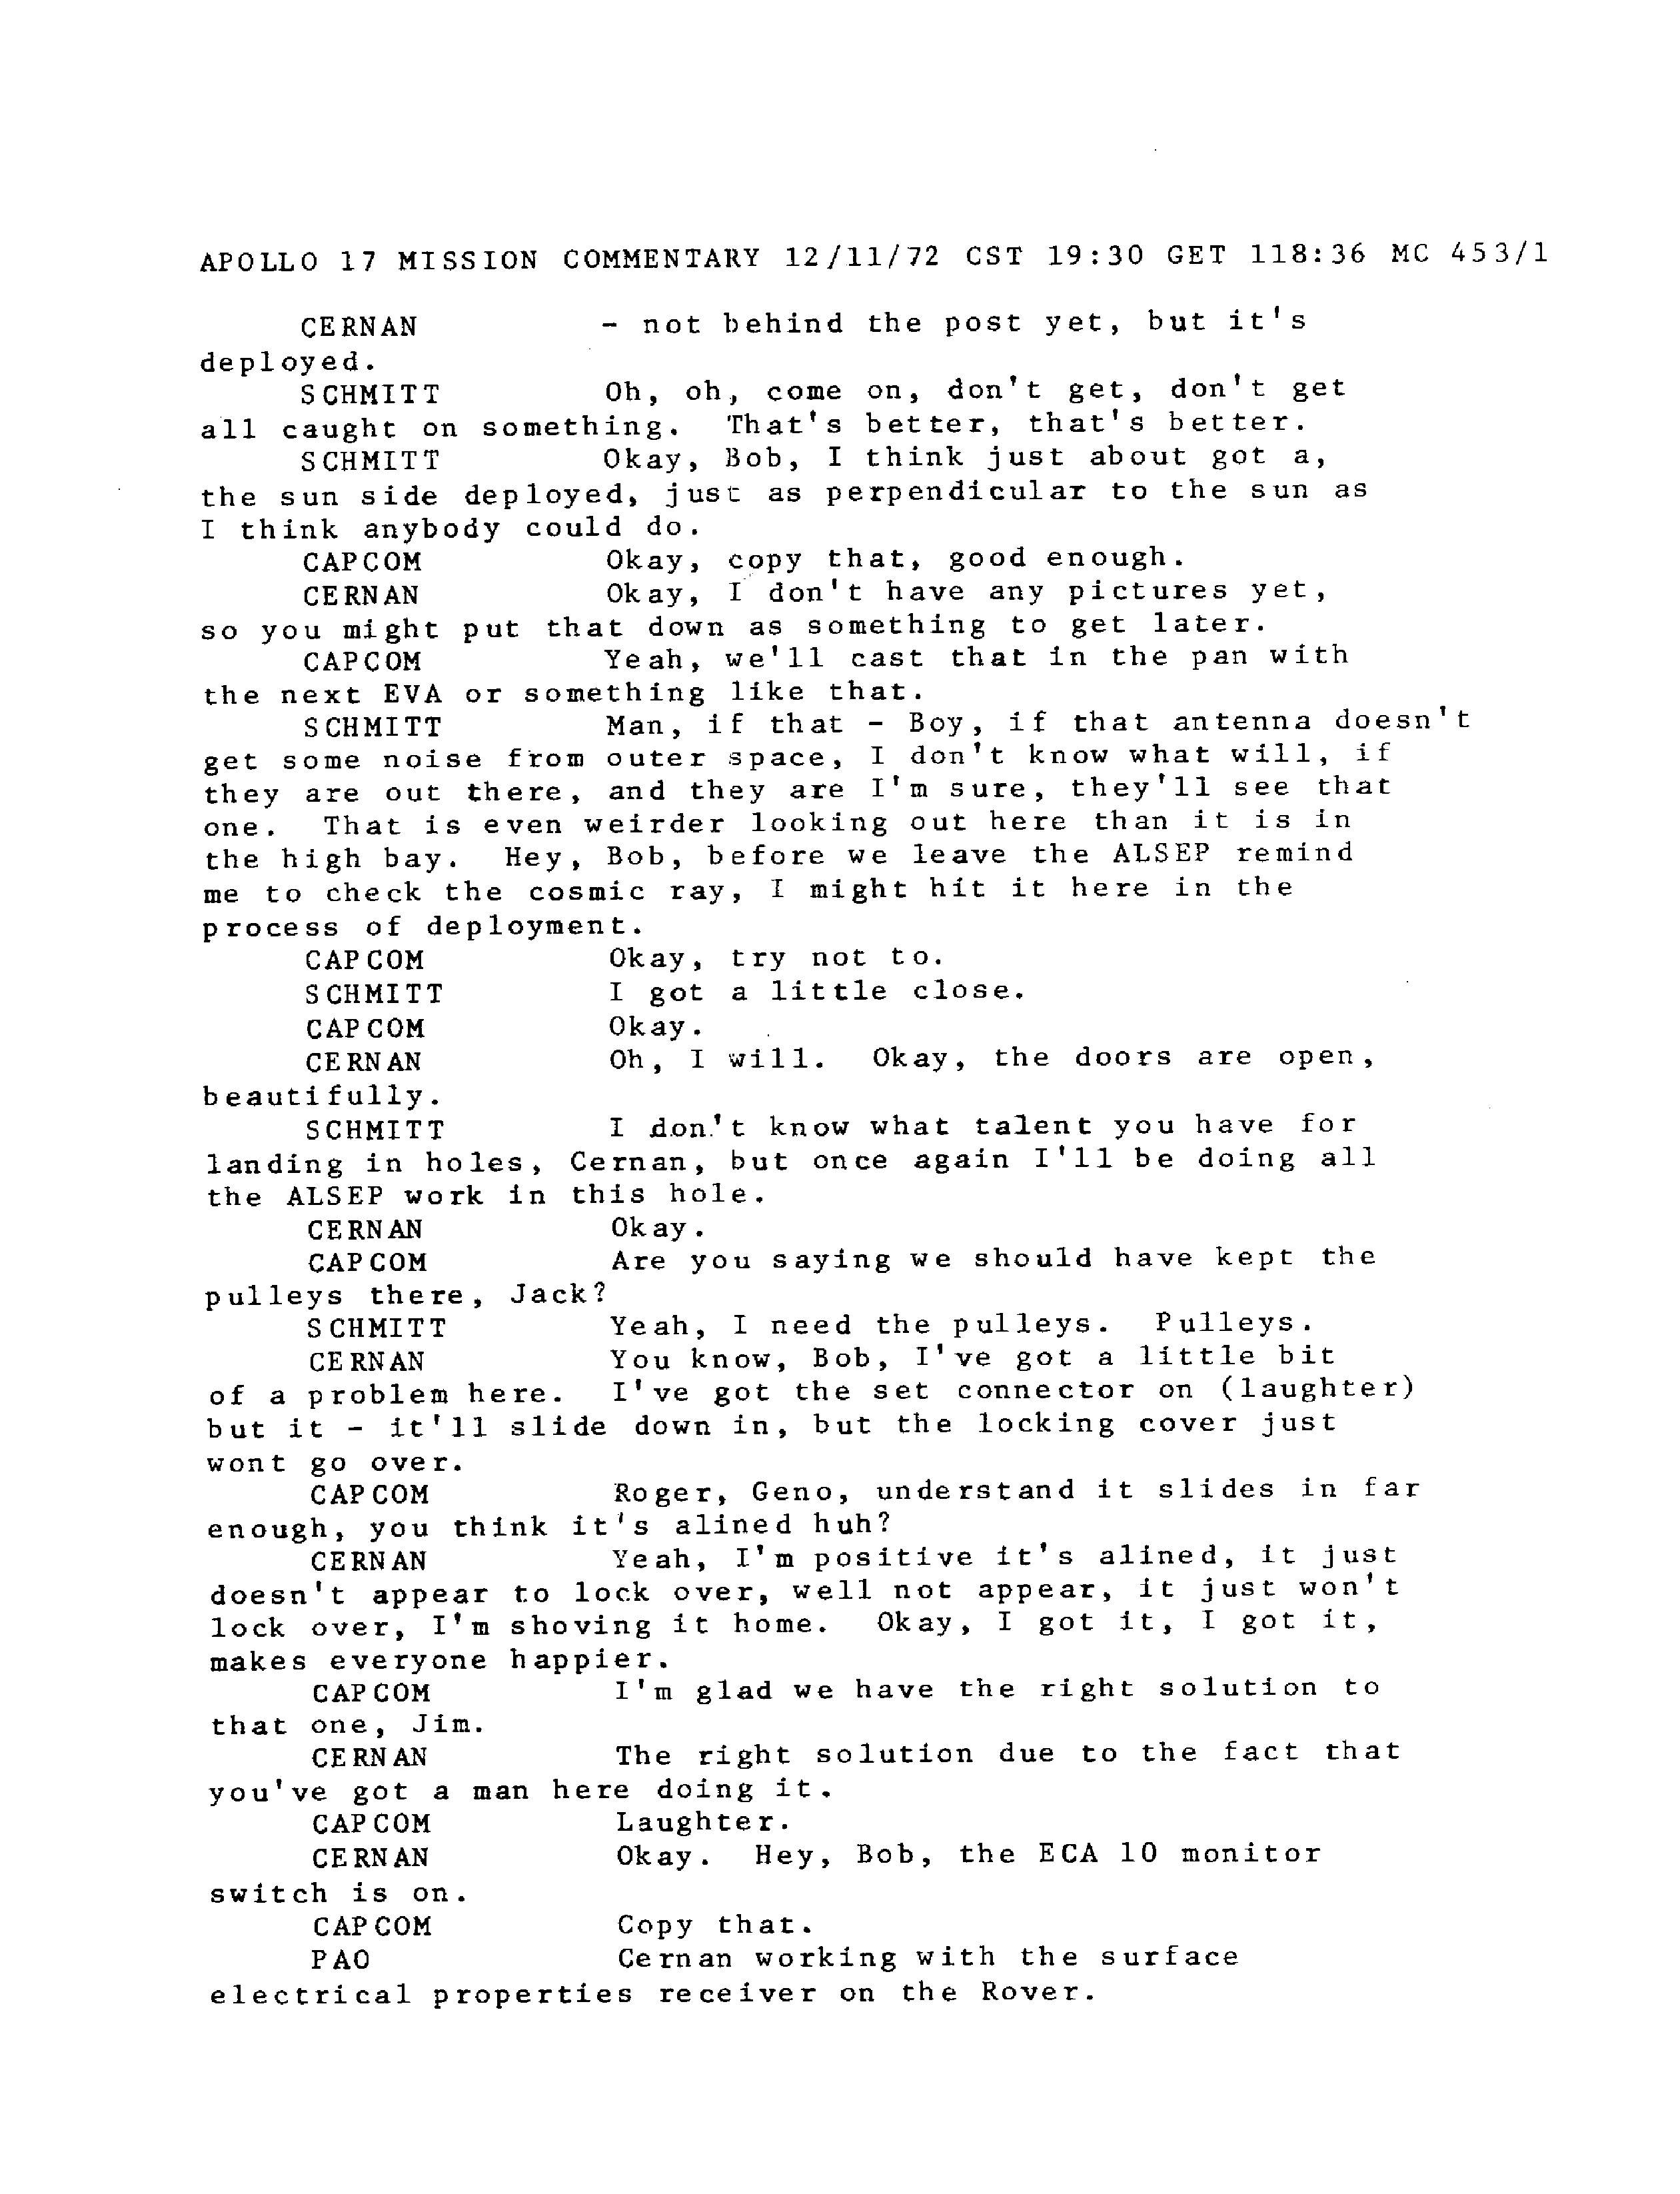 APOLLO 17 MISSION COMMENTARY 12/11/72 CST 19:30 GET 118:36 MC 453/1
CERNAN - not behind the post yet, but it's
deployed.
SCHMITT Oh, oh, come on, don't get, don't get
all caught on something. That's better, that's better.
SCHMITT Okay, Bob, I think just about got a,
the sun side deployed, just as perpendicular to the sun as
I think anybody could do.
CAPCOM Okay, copy that, good enough.
CERNAN Okay, I don't have any pictures yet,
so you might put that down as something to get later.
CAPCOM Yeah, we'll cast that in the pan with
the next EVA or something like that.
SCHMITT Man, if that - Boy, if that antenna doesn't
get some noise from outer space, I don't know what will, if
they are out there, and they are I'm sure, they'll see that
one. That is even weirder looking out here than it is in
the high bay. Hey, Bob, before we leave the ALSEP remind
me to check the cosmic ray, I might hit it here in the
process of deployment.
CAPCOM Okay, try not to.
SCHMITT I got a little close.
CAPCOM Okay.
CERNAN Oh, I will. Okay, the doors are open,
beautifully.
SCHMITT I don't know what talent you have for
landing in holes, Cernan, but once again I'll be doing all
the ALSEP work in this hole.
CERNAN Okay.
CAPCOM Are you saying we should have kept the
pulleys there, Jack?
SCHMITT Yeah, I need the pulleys. Pulleys.
CERNAN You know, Bob, I've got a little bit
of a problem here. I've got the set connector on (laughter)
but it - it'll slide down in, but the locking cover just
wont go over.
CAPCOM Roger, Geno, understand it slides in far
enough, you think it's alined huh?
CERNAN Yeah, I'm positive it's alined, it just
doesn't appear to lock over, well not appear, it just won't
lock over, I'm shoving it home. Okay, I got it, I got it,
makes everyone happier.
CAPCOM I'm glad we have the right solution to
that one, Jim.
CERNAN The right solution due to the fact that
you've got a man here doing it.
CAPCOM Laughter.
CERNAN Okay. Hey, Bob, the ECA 10 monitor
switch is on.
CAPCOM Copy that.
PAO Cernan working with the surface
electrical properties receiver on the Rover.